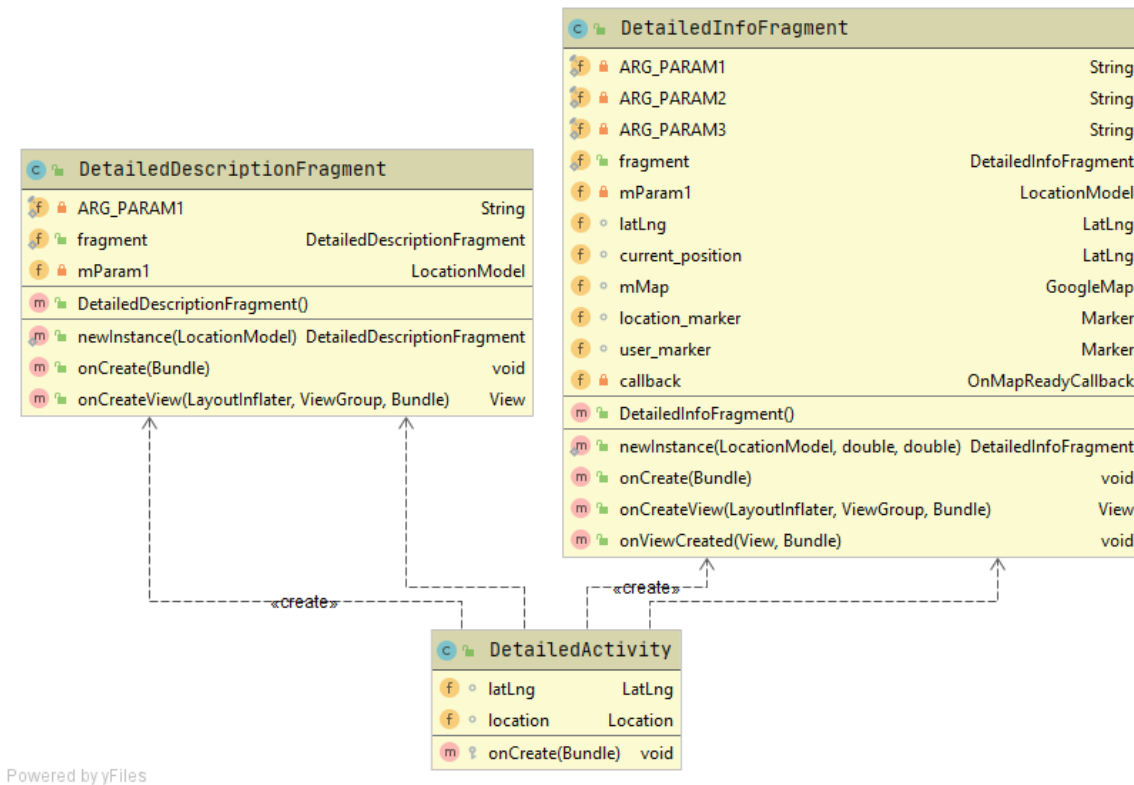 DetailedInfoFragment
ARG_PARAM1 String
ARG_PARAM2 String
ARG_PARAM3 String
fragment DetailedInfoFragment
mParam1 LocationModel
latLng LatLng
current_position LatLng
mMap GoogleMap
location_marker Marker
user_marker Marker
callback OnMapReadyCallback
DetailedInfoFragment()
newInstance(LocationModel, double, double) DetailedInfoFragment
onCreate(Bundle) void
onCreateView(LayoutInflater, ViewGroup, Bundle) View
onViewCreated(View, Bundle) void
DetailedDescriptionFragment
ARG_PARAM1 String
fragment DetailedDescriptionFragment
mParam1 LocationModel
DetailedDescriptionFragment()
newInstance(LocationModel) DetailedDescriptionFragment
onCreate(Bundle) void
onCreateView(LayoutInflater, ViewGroup, Bundle) View
«create»
«create»
DetailedActivity
latLng LatLng
location Location
onCreate(Bundle) void
Powered by yFiles